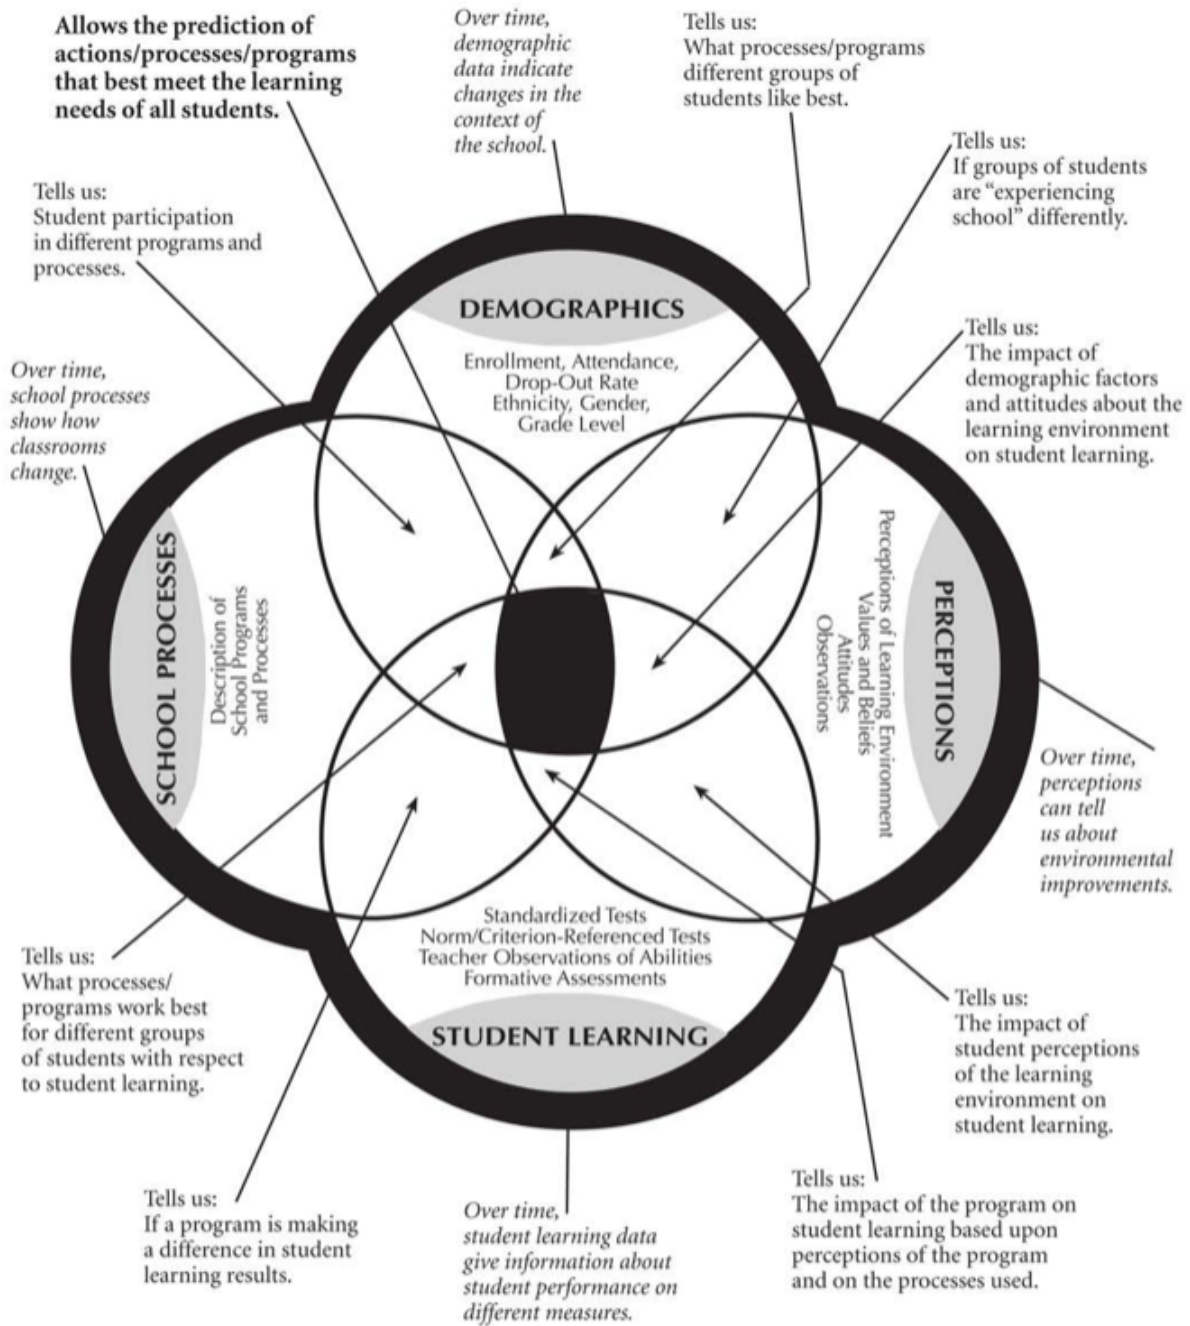 Allows the prediction of
actions/processes/programs
that best meet the learning
needs of all students.
Over time,
demographic
data indicate
changes in the
context of
the school.
Tells us:
What processes/programs
different groups of
students like best.
Tells us:
If groups of students
are “experiencing
school” differently.
Tells us:
Student participation
in different programs and
processes.
Tells us:
The impact of
demographic factors
and attitudes about the
learning environment
on student learning.
Over time,
school processes
show how
classrooms
change.
DEMOGRAPHICS
Enrollment, Attendance,
Drop-Out Rate
Ethnicity, Gender,
Grade Level
SCHOOL PROCESSES
Description of
School Programs
and Processes
PERCEPTIONS
Perceptions of Learning Environment
Values and Beliefs
Attitudes
Observations
Over time,
perceptions
can tell
us about
environmental
improvements.
Standardized Tests
Norm/Criterion-Referenced Tests
Teacher Observations of Abilities
Formative Assessments
STUDENT LEARNING
Tells us:
What processes/
programs work best
for different groups
of students with respect
to student learning.
Tells us:
The impact of
student perceptions
of the learning
environment on
student learning.
Tells us:
If a program is making
a difference in student
learning results.
Over time,
student learning data
give information about
student performance on
different measures.
Tells us:
The impact of the program on
student learning based upon
perceptions of the program
and on the processes used.